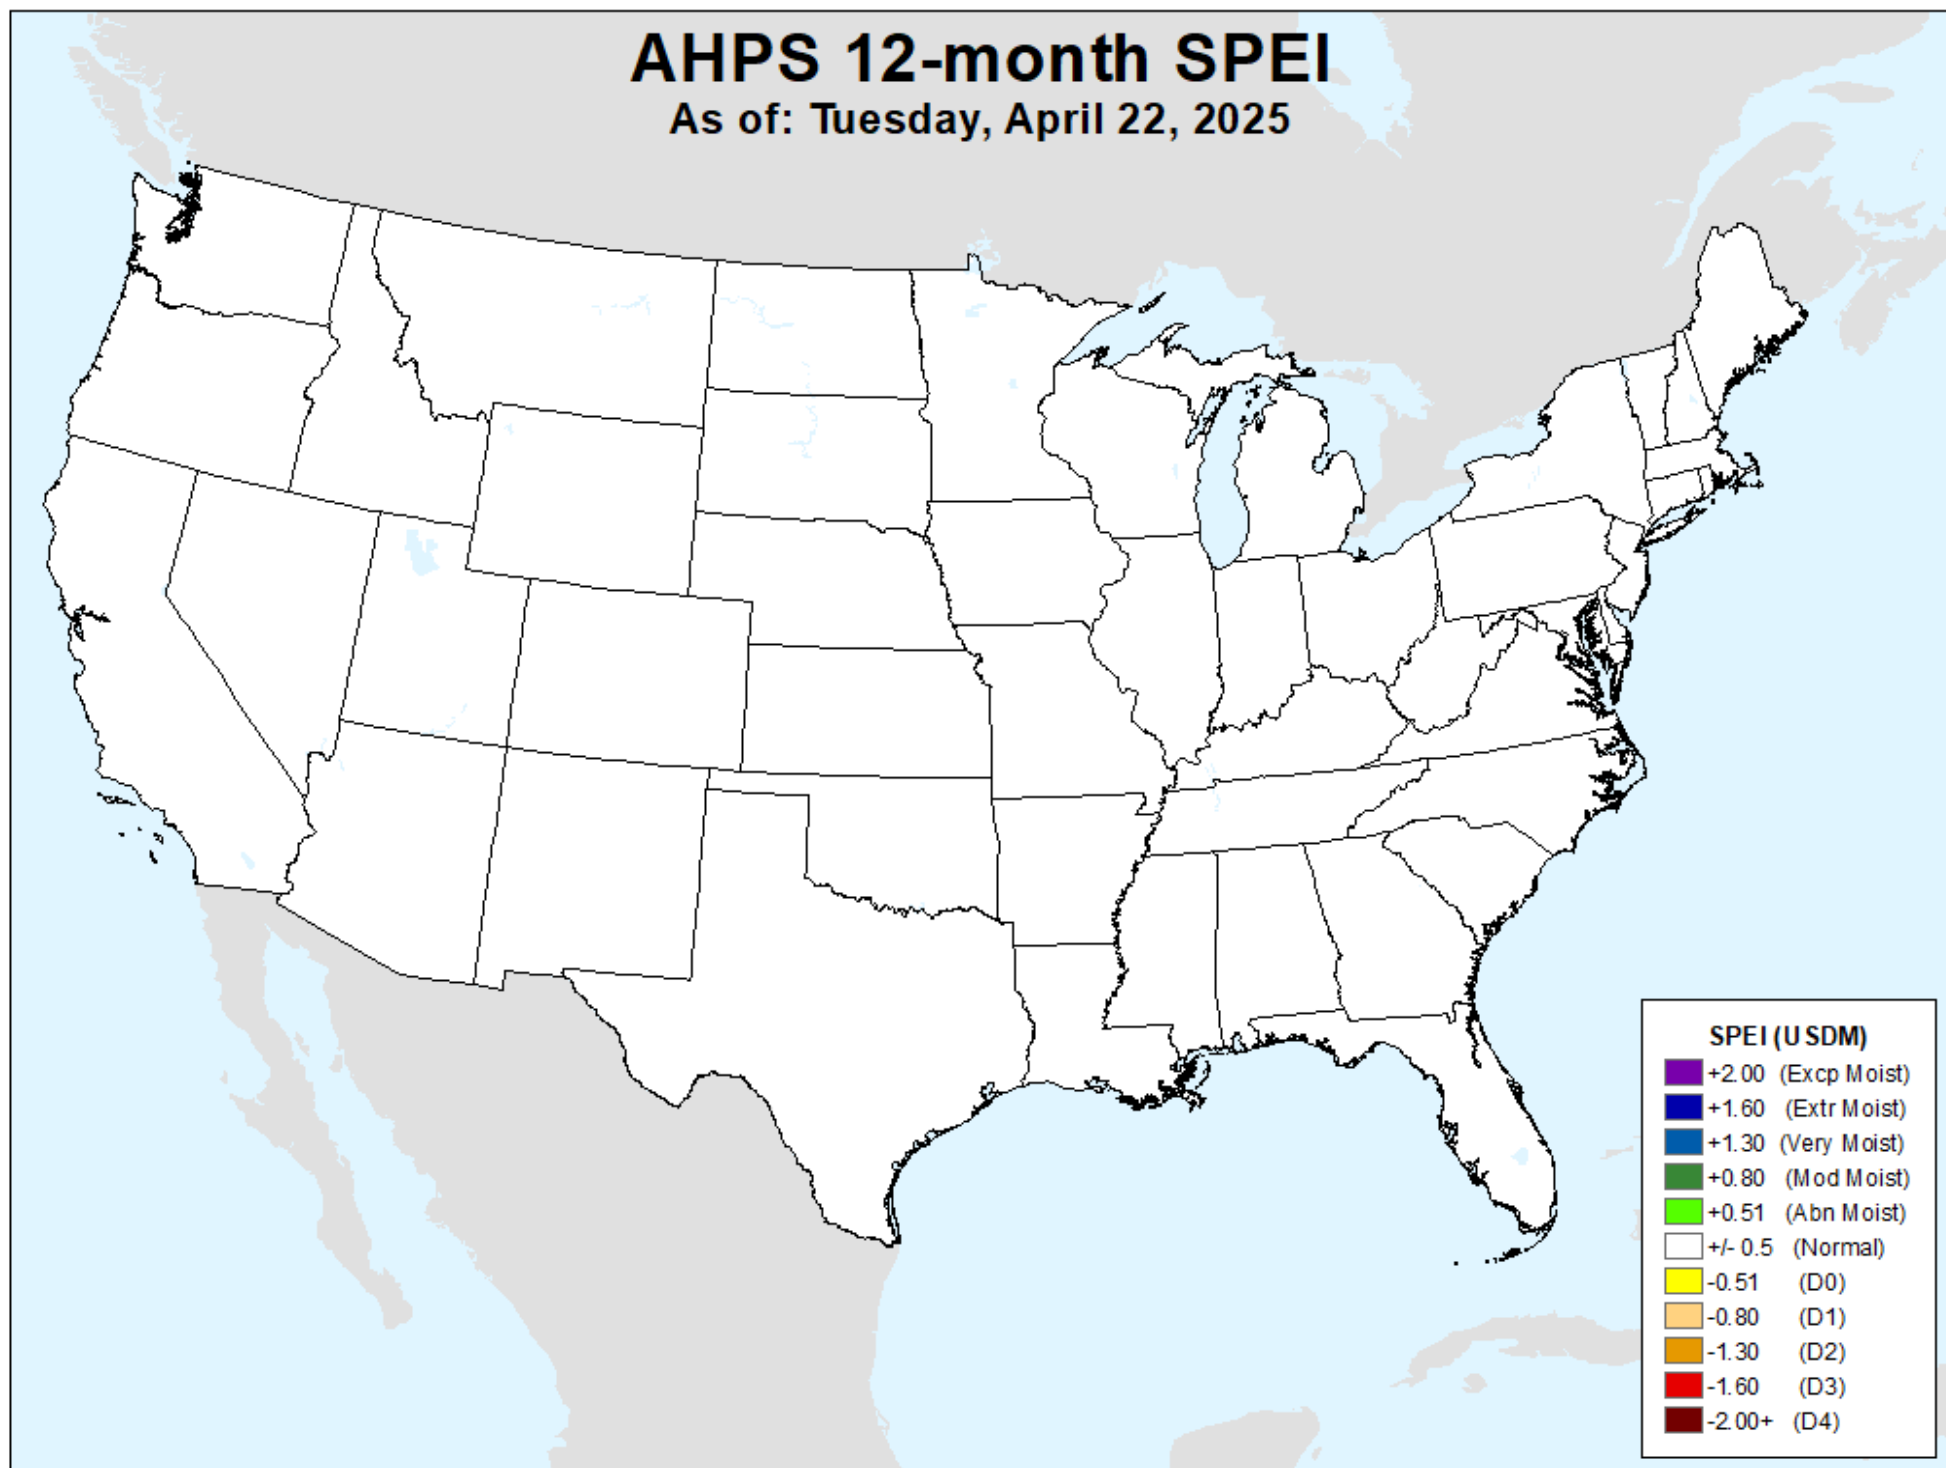 AHPS 12-month SPEI
As of: Tuesday, April 22, 2025
SPEI (USDM)
+2.00 (Excp Moist)
+1.60 (Extr Moist)
+1.30 (Very Moist)
+0.80 (Mod Moist)
+0.51 (Abn Moist)
+/- 0.5 (Normal)
-0.51 (D0)
-0.80 (D1)
-1.30 (D2)
-1.60 (D3)
-2.00+ (D4)